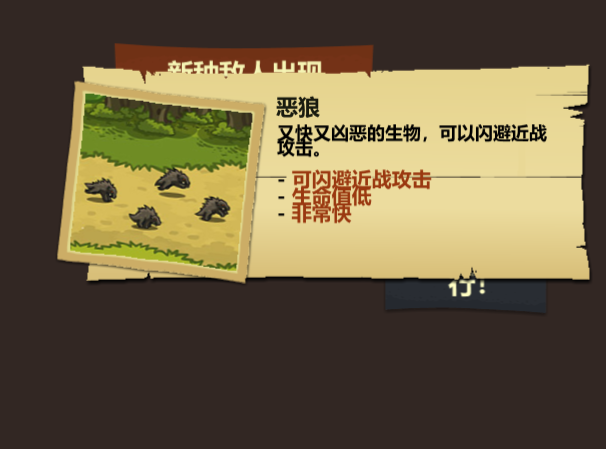 新种敌人出现
恶狼
又快又凶恶的生物，可以闪避近战
攻击。
- 可闪避近战攻击
- 生命值低
- 非常快
行！